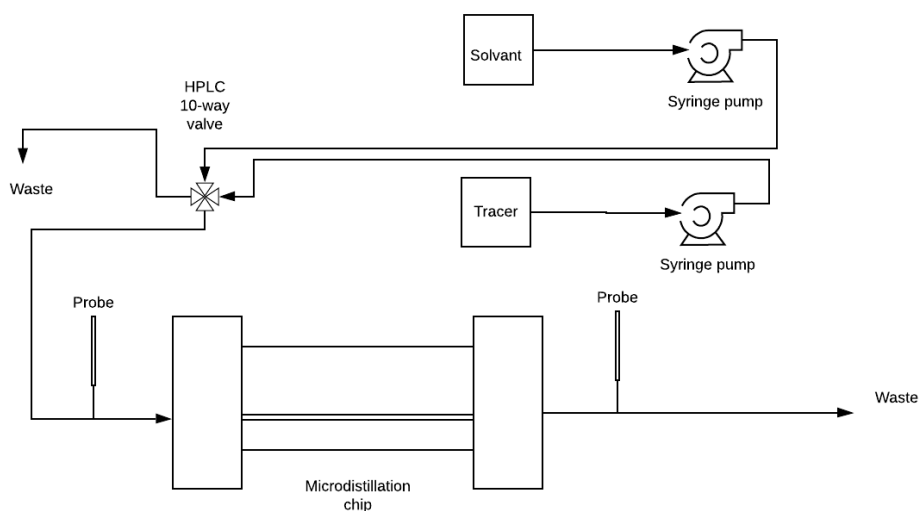 Solvant
Syringe pump
HPLC
10-way
valve
Waste
Tracer
Syringe pump
Probe
Probe
Waste
Microdistillation
chip